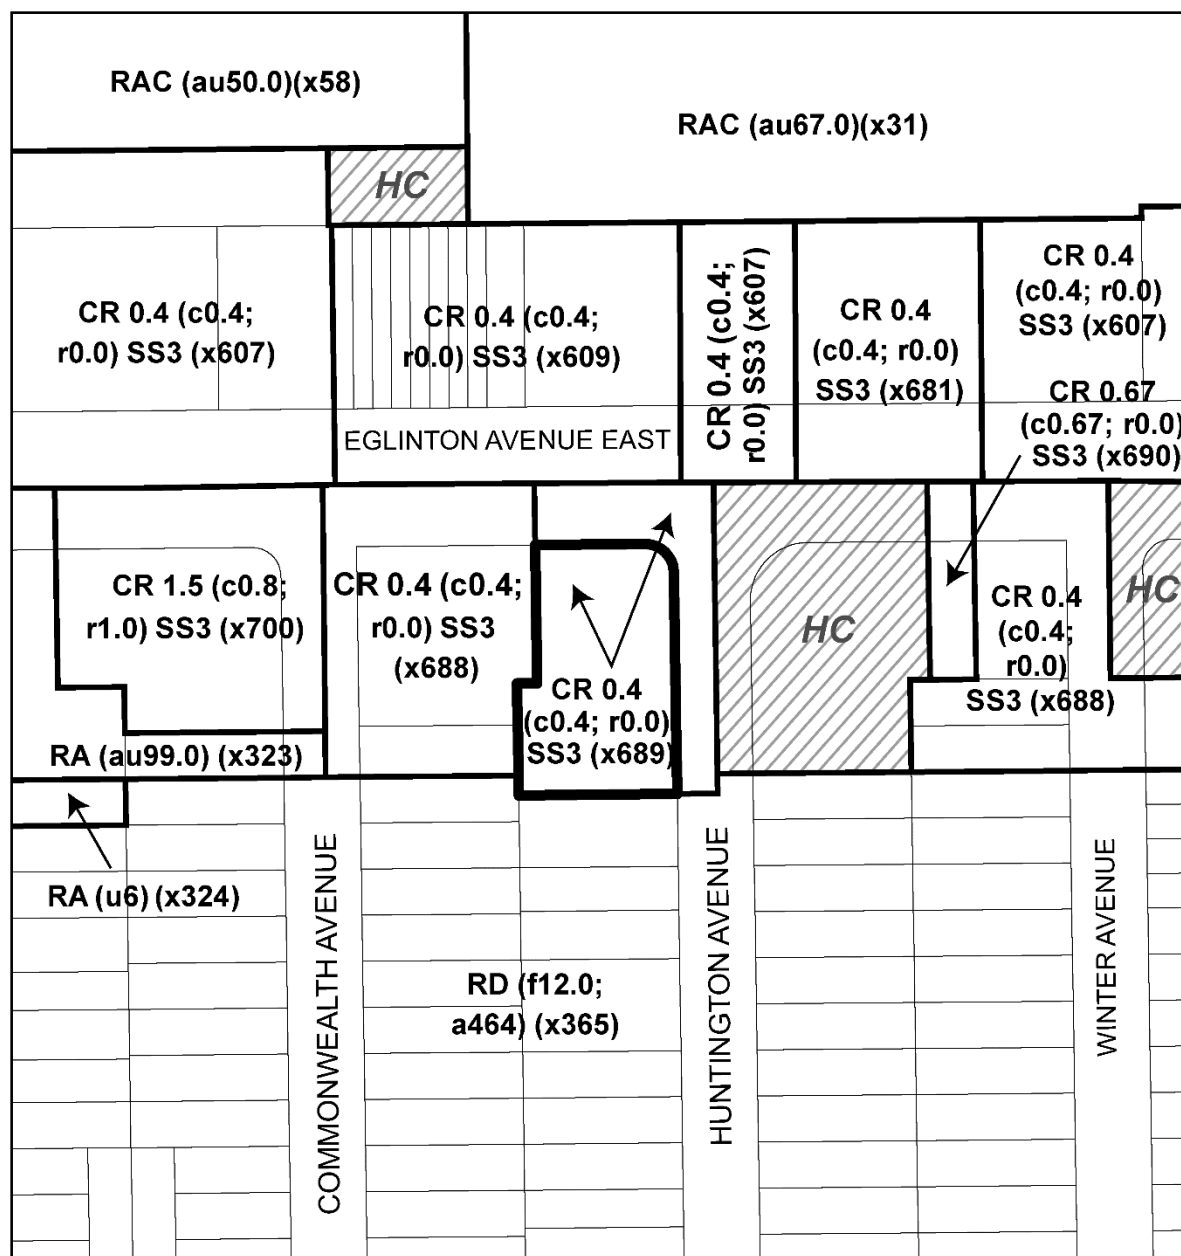 RAC (au50.0)(x58)
RAC (au67.0)(x31)
HC
CR 0.4 (c0.4;
r0.0) SS3 (x607)
CR 0.4 (c0.4;
r0.0) SS3 (x609)
CR 0.4 (c0.4;
r0.0) SS3 (x607)
CR 0.4
(c0.4; r0.0)
SS3 (x681)
CR 0.4
(c0.4; r0.0)
SS3 (x607)
CR 0.67
(c0.67; r0.0)
SS3 (x690)
EGLINTON AVENUE EAST
CR 1.5 (c0.8;
r1.0) SS3 (x700)
CR 0.4 (c0.4;
r0.0) SS3
(x688)
CR 0.4
(c0.4; r0.0)
SS3 (x689)
HC
CR 0.4
(c0.4;
r0.0)
SS3 (x688)
HC
RA (au99.0) (x323)
RA (u6) (x324)
RD (f12.0;
a464) (x365)
COMMONWEALTH AVENUE
HUNTINGTON AVENUE
WINTER AVENUE